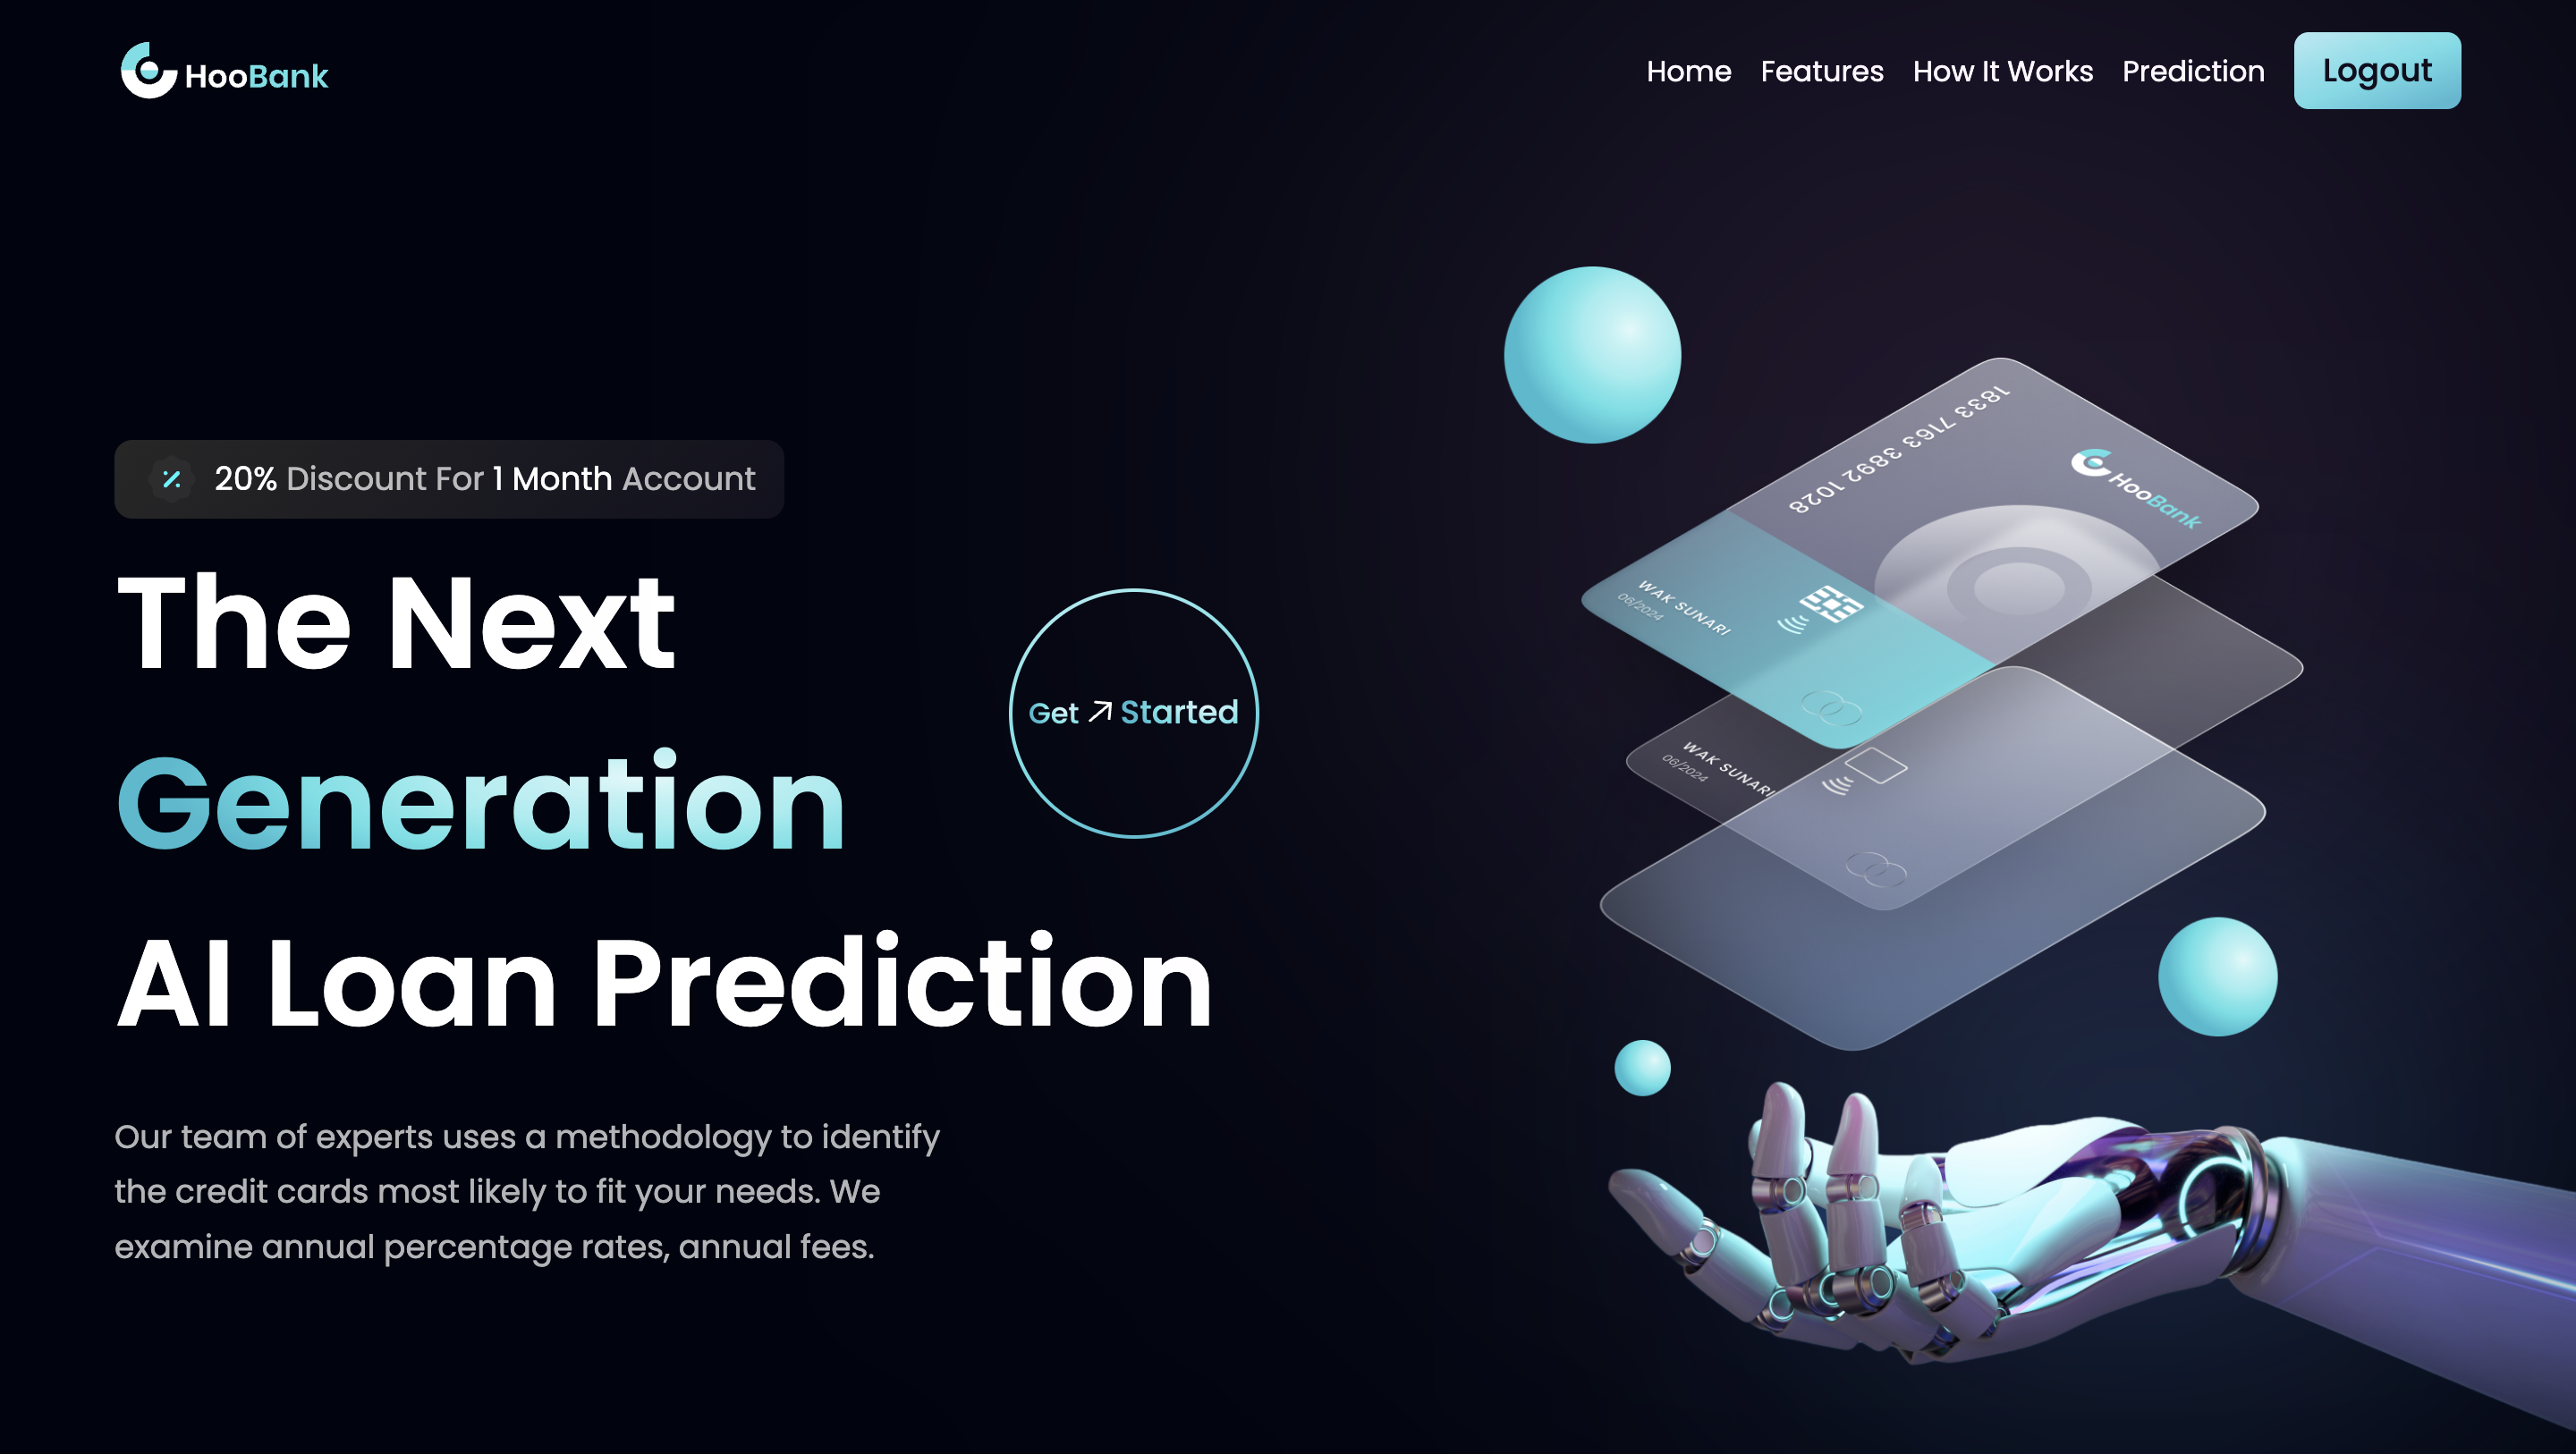 HooBank
Home Features How It Works Prediction Logout
20% Discount For 1 Month Account
The Next
Generation
AI Loan Prediction
Get Started
Our team of experts uses a methodology to identify
the credit cards most likely to fit your needs. We
examine annual percentage rates, annual fees.
1833 7163 3892 1028
HooBank
WAK SUNARI
06/2024
WAK SUNARI
06/2024